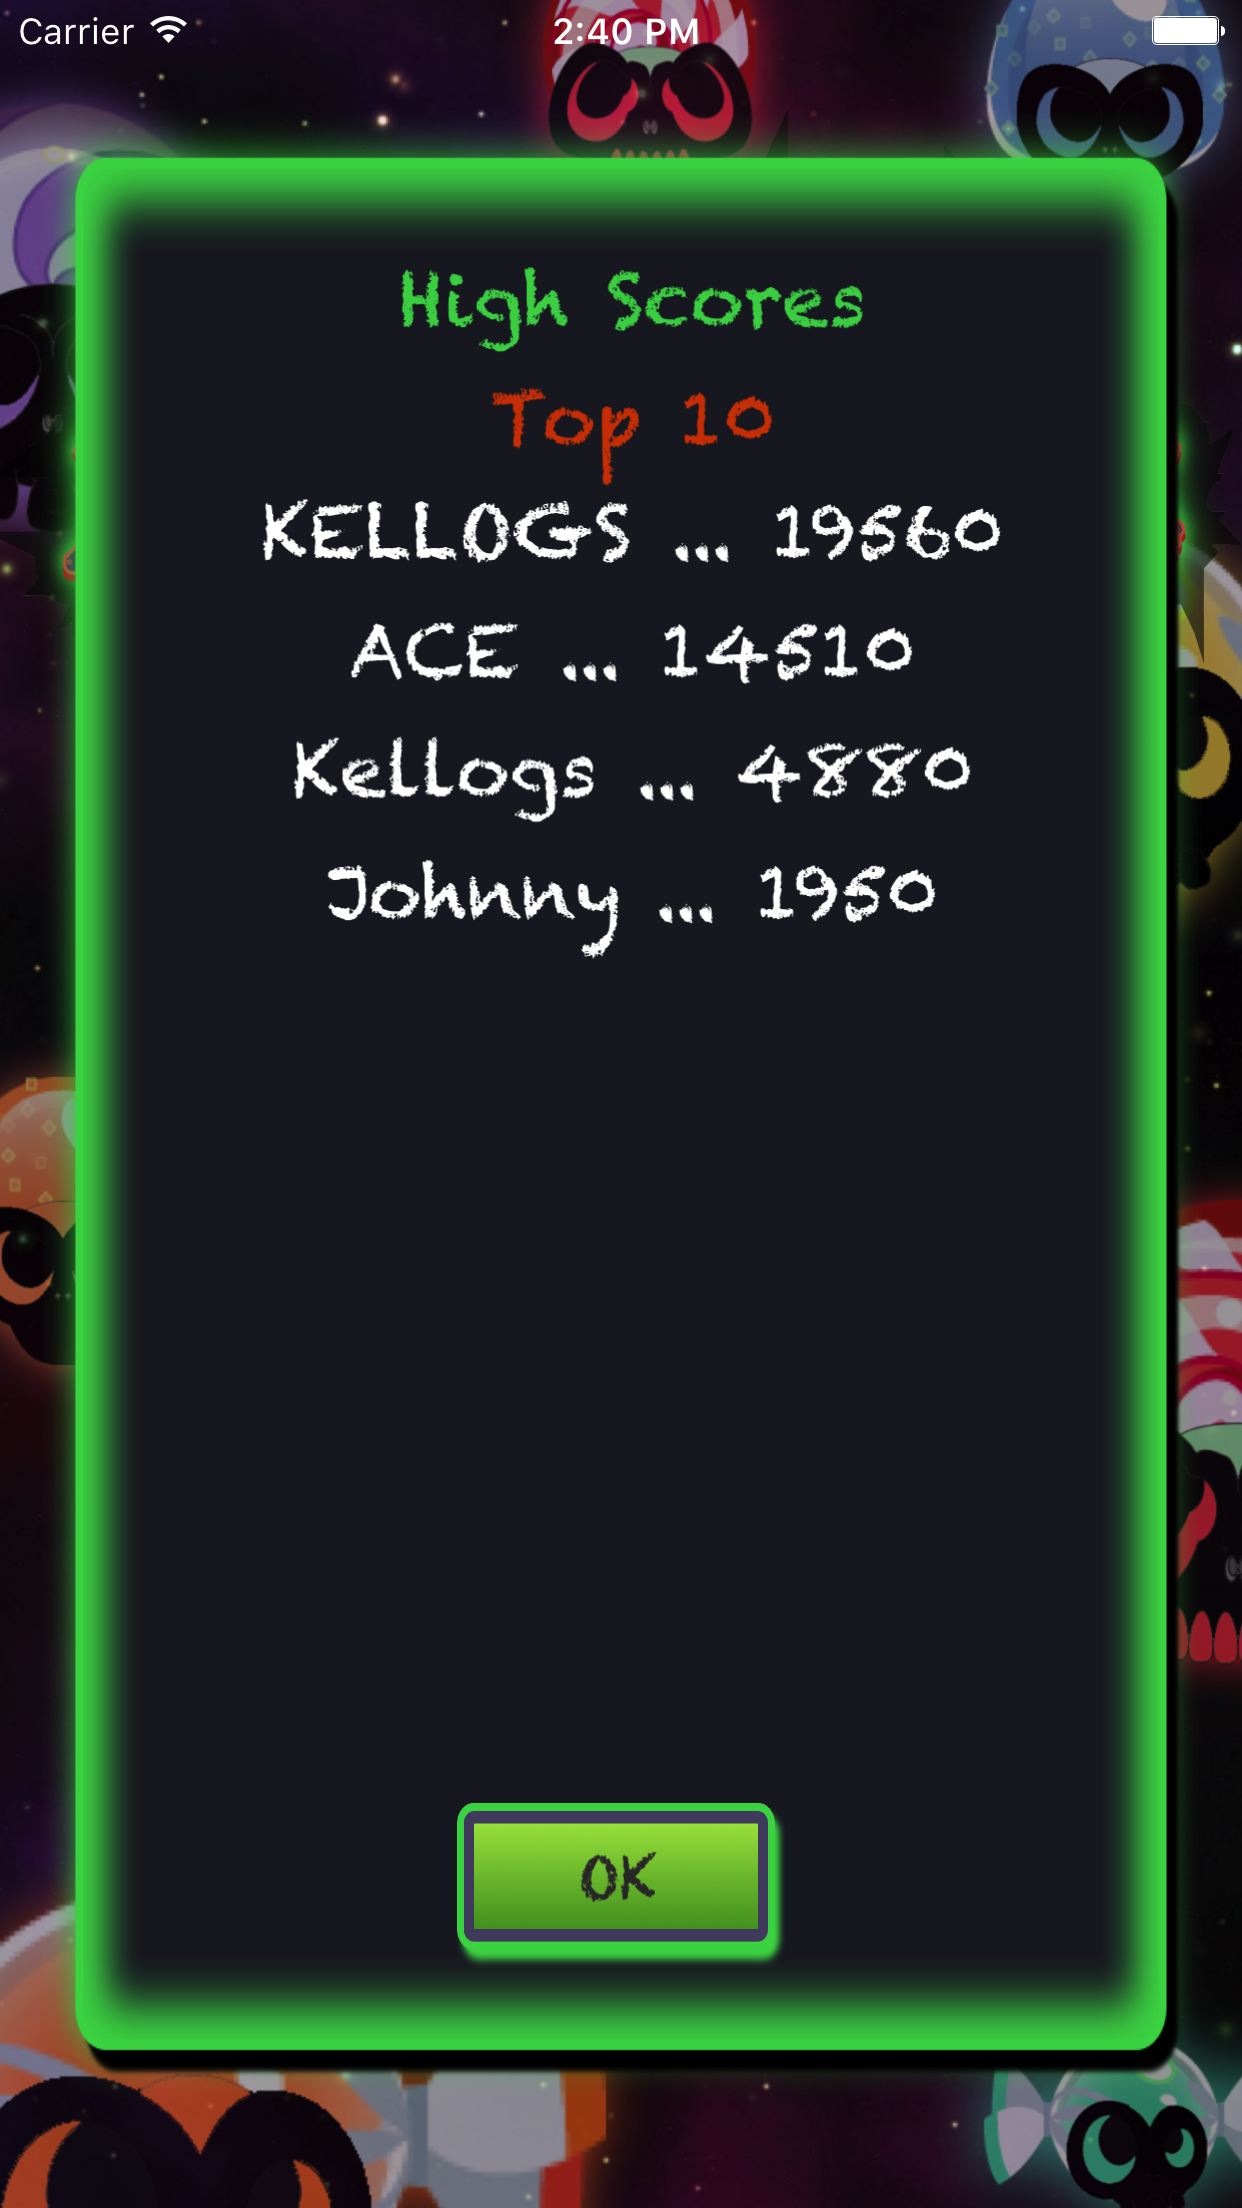 Carrier 2:40 PM
High Scores
Top 10
KELLOGS ... 19560
ACE ... 14510
Kellogs ... 4880
Johnny ... 1950
OK